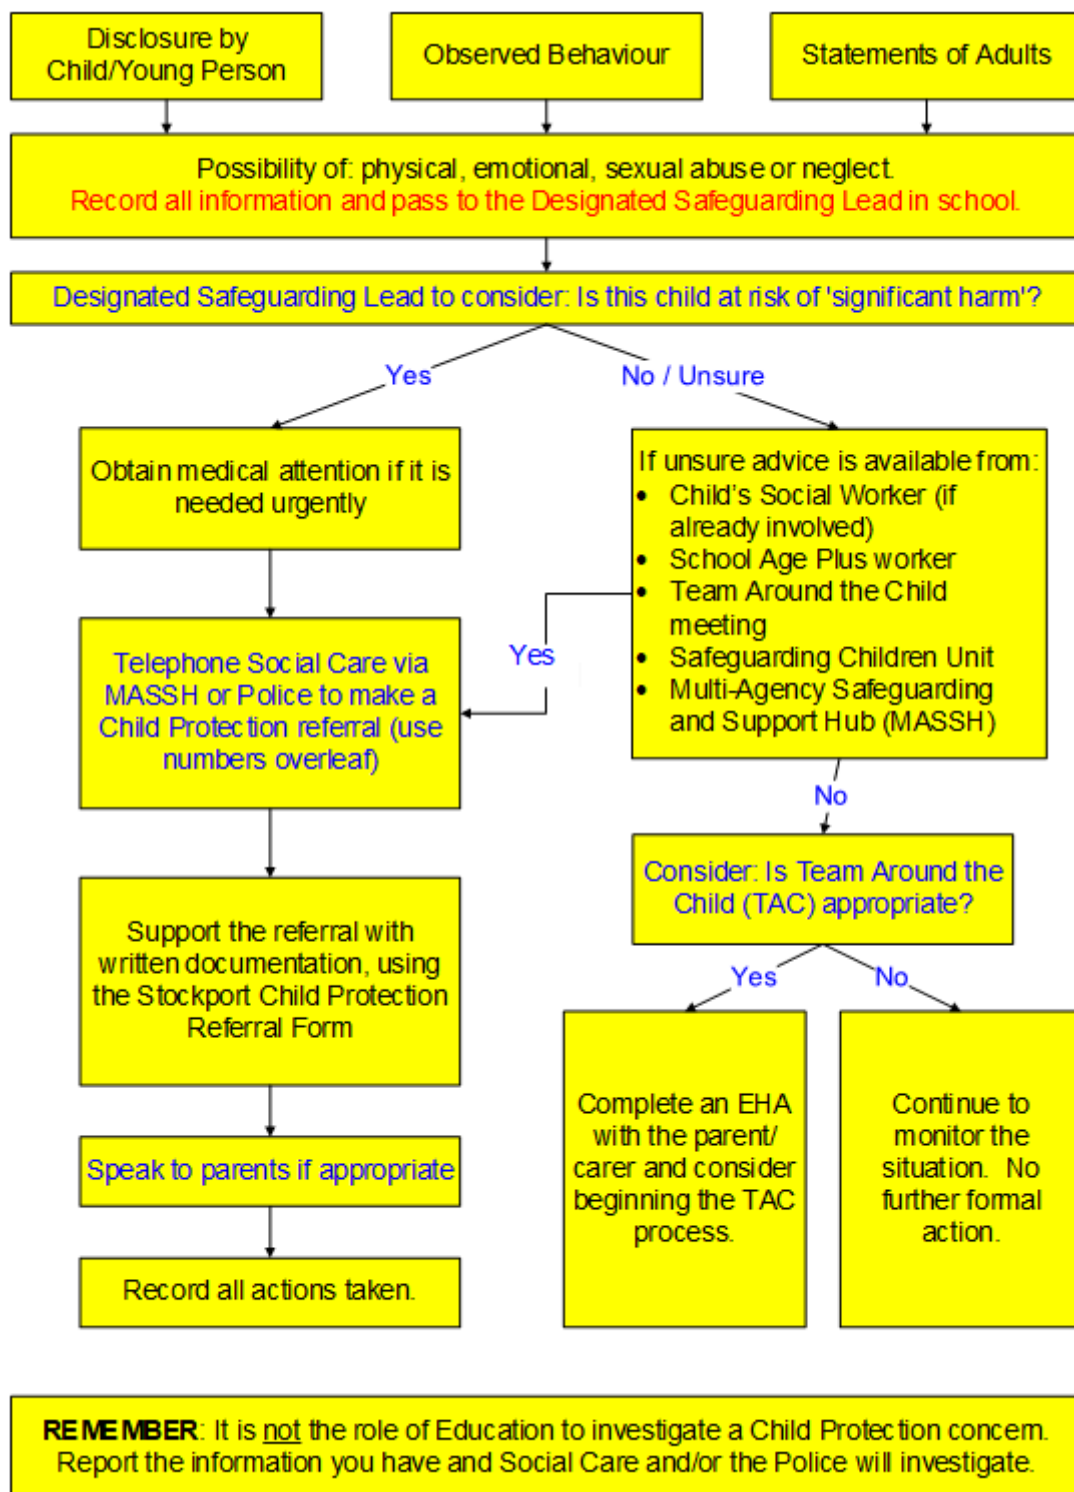 Disclosure by
Child/Young Person
Observed Behaviour
Statements of Adults
Possibility of: physical, emotional, sexual abuse or neglect.
Record all information and pass to the Designated Safeguarding Lead in school.
Designated Safeguarding Lead to consider: Is this child at risk of 'significant harm'?
Yes
No / Unsure
Obtain medical attention if it is
needed urgently
If unsure advice is available from:
• Child's Social Worker (if
already involved)
• School Age Plus worker
• Team Around the Child
meeting
• Safeguarding Children Unit
• Multi-Agency Safeguarding
and Support Hub (MASSH)
Yes
Telephone Social Care via
MASSH or Police to make a
Child Protection referral (use
numbers overleaf)
No
Consider: Is Team Around the
Child (TAC) appropriate?
Support the referral with
written documentation, using
the Stockport Child Protection
Referral Form
Yes
No
Complete an EHA
with the parent/
carer and consider
beginning the TAC
process.
Continue to
monitor the
situation. No
further formal
action.
Speak to parents if appropriate
Record all actions taken.
REMEMBER: It is not the role of Education to investigate a Child Protection concern.
Report the information you have and Social Care and/or the Police will investigate.